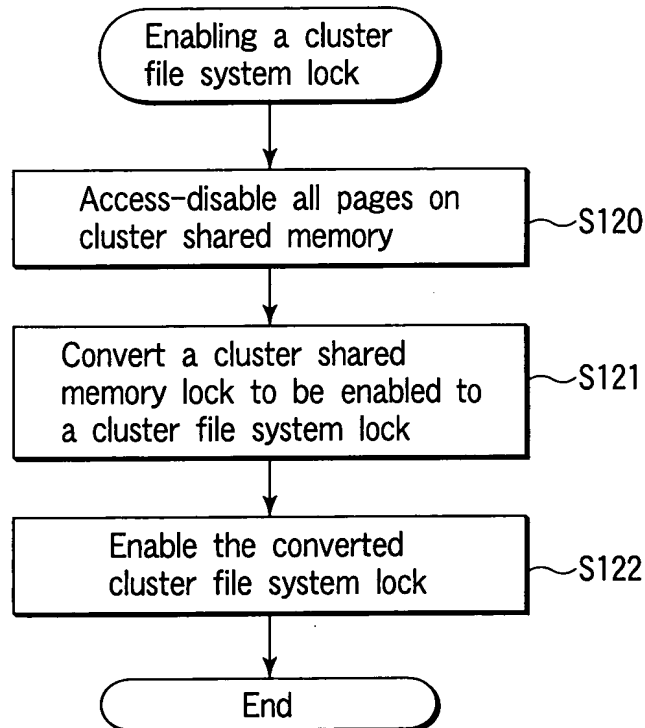 Enabling a cluster
file system lock
Access-disable all pages on
cluster shared memory
S120
Convert a cluster shared
memory lock to be enabled to
a cluster file system lock
S121
Enable the converted
cluster file system lock
S122
End